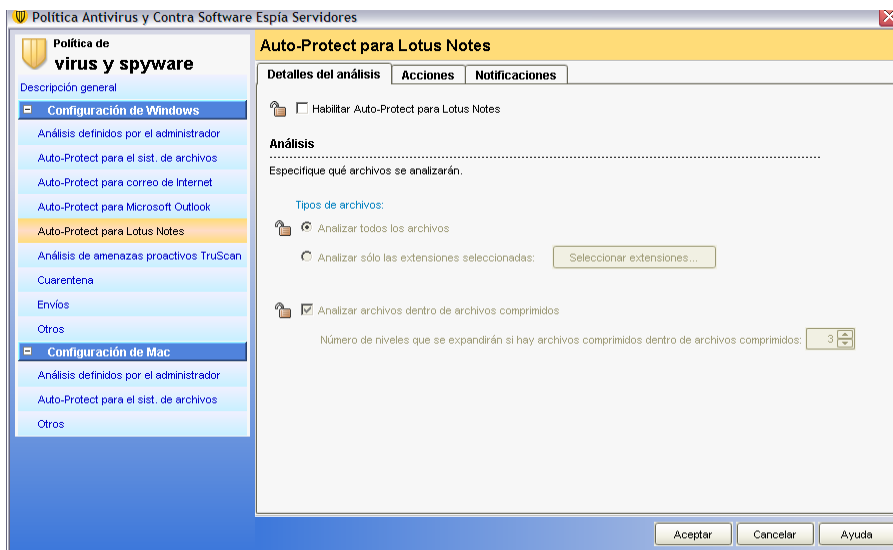 Política Antivirus y Contra Software Espía Servidores
Política de
virus y spyware
Descripción general
Configuración de Windows
Análisis definidos por el administrador
Auto-Protect para el sist. de archivos
Auto-Protect para correo de Internet
Auto-Protect para Microsoft Outlook
Auto-Protect para Lotus Notes
Análisis de amenazas proactivos TruScan
Cuarentena
Envíos
Otros
Configuración de Mac
Análisis definidos por el administrador
Auto-Protect para el sist. de archivos
Otros
Auto-Protect para Lotus Notes
Detalles del análisis Acciones Notificaciones
Habilitar Auto-Protect para Lotus Notes
Análisis
Especifique qué archivos se analizarán.
Tipos de archivos:
Analizar todos los archivos
Analizar sólo las extensiones seleccionadas: Seleccionar extensiones...
Analizar archivos dentro de archivos comprimidos
Número de niveles que se expandirán si hay archivos comprimidos dentro de archivos comprimidos: 3
Aceptar Cancelar Ayuda